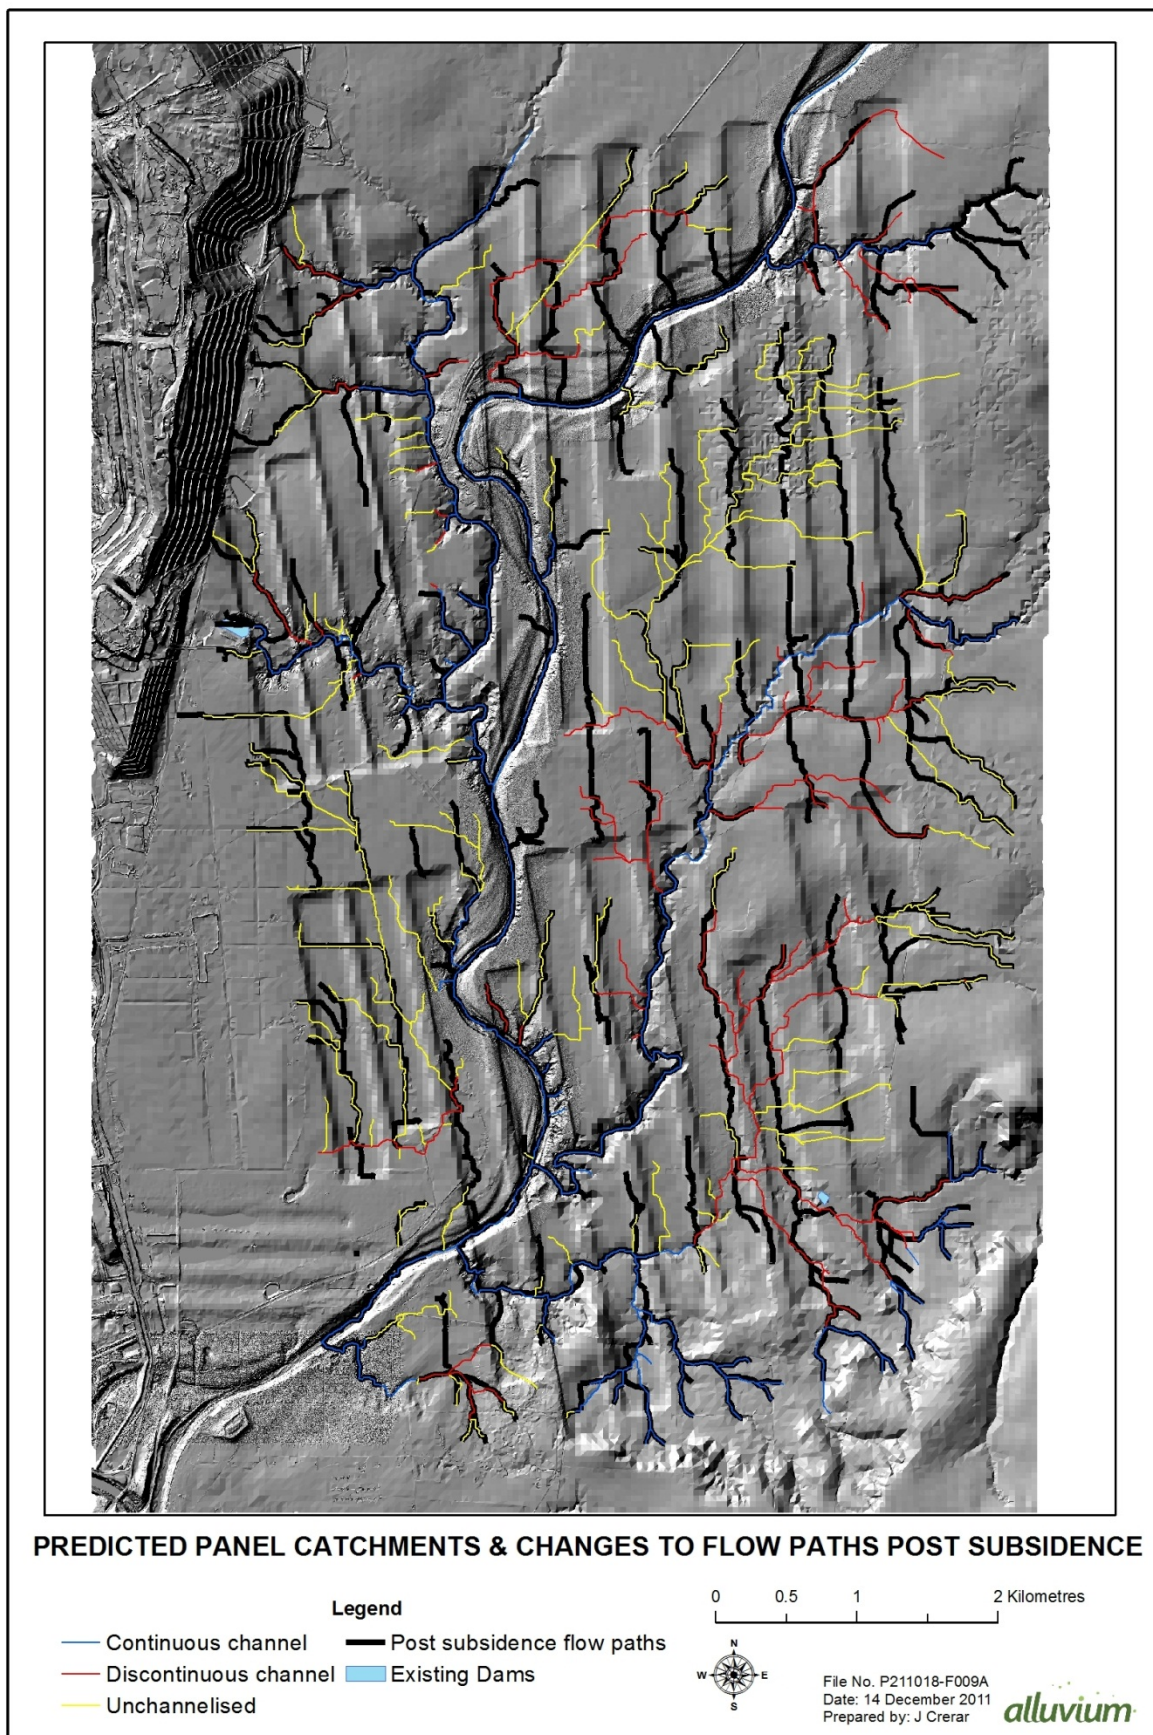 PREDICTED PANEL CATCHMENTS & CHANGES TO FLOW PATHS POST SUBSIDENCE
Legend
Continuous channel
Discontinuous channel
Unchannelised
Post subsidence flow paths
Existing Dams
0 0.5 1 2 Kilometres
N
W E
S
File No. P211018-F009A
Date: 14 December 2011
Prepared by: J Crerar
alluvium